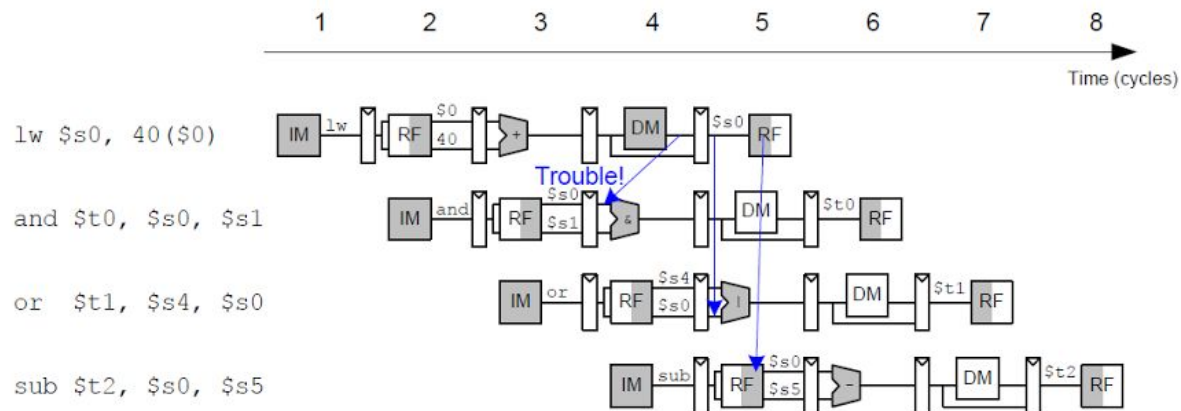 1 2 3 4 5 6 7 8
Time (cycles)
lw $s0, 40($0) IM lw RF $0 40 + DM $s0 RF
Trouble!
and $t0, $s0, $s1 IM and RF $s0 $s1 & DM $t0 RF
or $t1, $s4, $s0 IM or RF $s4 $s0 | DM $t1 RF
sub $t2, $s0, $s5 IM sub RF $s0 $s5 - DM $t2 RF